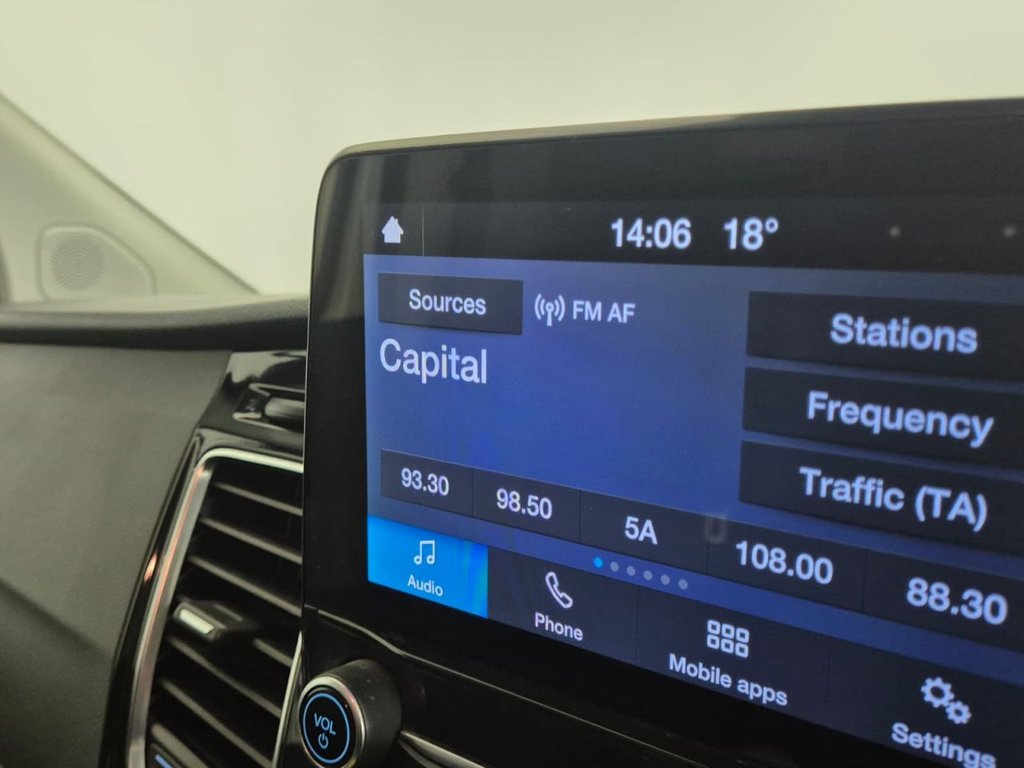 14:06 18°
Sources FM AF Stations
Capital
Frequency
Traffic (TA)
93.30 98.50 5A 108.00 88.30
Audio Phone Mobile apps Settings
VOL